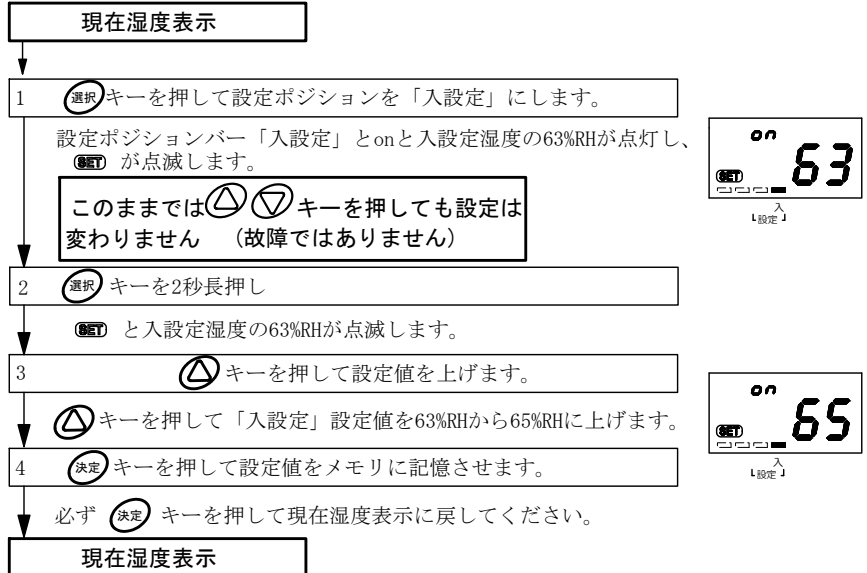 現在湿度表示
1 選択キーを押して設定ポジションを「入設定」にします。
設定ポジションバー「入設定」とonと入設定湿度の63%RHが点灯し、
SET が点滅します。
on
SET 63
入
設定
このままでは△▽キーを押しても設定は
変わりません (故障ではありません)
2 選択キーを2秒長押し
SET と入設定湿度の63%RHが点滅します。
3 △キーを押して設定値を上げます。
△キーを押して「入設定」設定値を63%RHから65%RHに上げます。
on
SET 65
入
設定
4 決定キーを押して設定値をメモリに記憶させます。
必ず 決定 キーを押して現在湿度表示に戻してください。
現在湿度表示